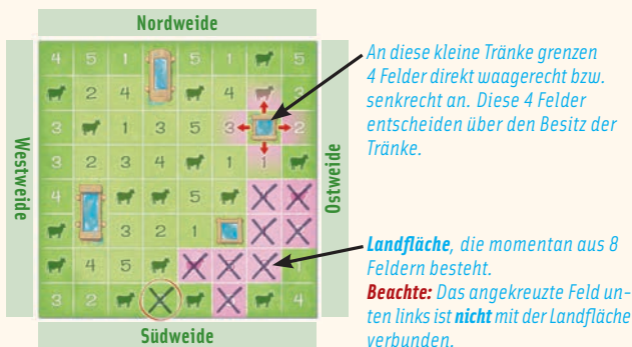 Nordweide
Westweide
4 5 1 5 1 5
2 4 4 3
3 1 3 5 3 2
3 2 3 4 1 1
4 5
3 2 1
4 5 1
3 2 4
Ostweide
Südweide
An diese kleine Tränke grenzen
4 Felder direkt waagerecht bzw.
senkrecht an. Diese 4 Felder
entscheiden über den Besitz der
Tränke.
Landfläche, die momentan aus 8
Feldern besteht.
Beachte: Das angekreuzte Feld un-
ten links ist nicht mit der Landfläche
verbunden.